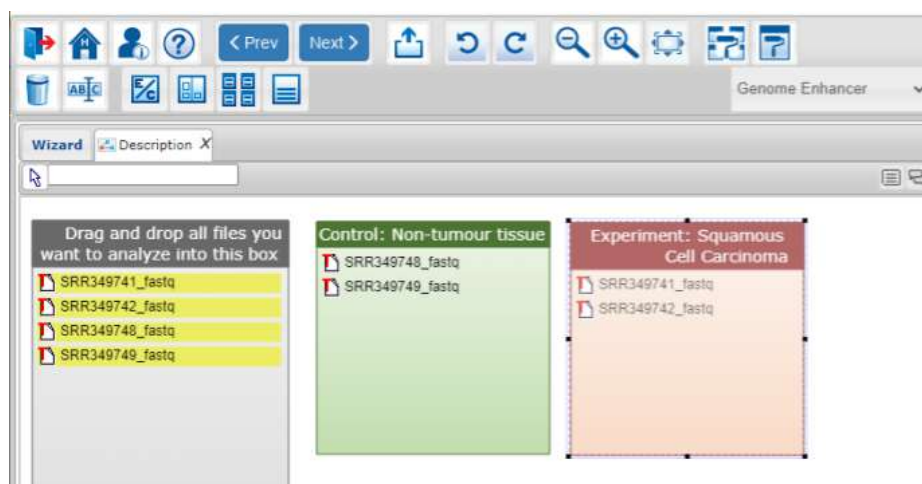 < Prev
Next >
ABC
E/C
Genome Enhancer
Wizard
Description X
Drag and drop all files you
want to analyze into this box
SRR349741_fastq
SRR349742_fastq
SRR349748_fastq
SRR349749_fastq
Control: Non-tumour tissue
SRR349748_fastq
SRR349749_fastq
Experiment: Squamous
Cell Carcinoma
SRR349741_fastq
SRR349742_fastq